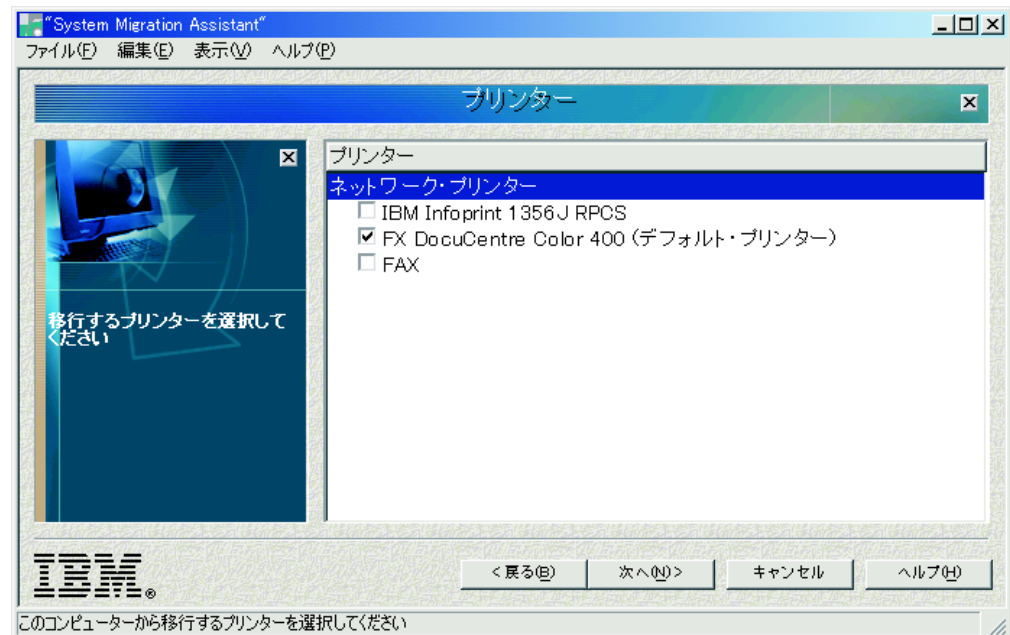 "System Migration Assistant"
ファイル(F) 編集(E) 表示(V) ヘルプ(P)
プリンター
プリンター
ネットワーク・プリンター
IBM Infoprint 1356J RPCS
FX DocuCentre Color 400 (デフォルト・プリンター)
FAX
移行するプリンターを選択して
ください
IBM®
<戻る(B) 次へ(N)> キャンセル ヘルプ(H)
このコンピューターから移行するプリンターを選択してください